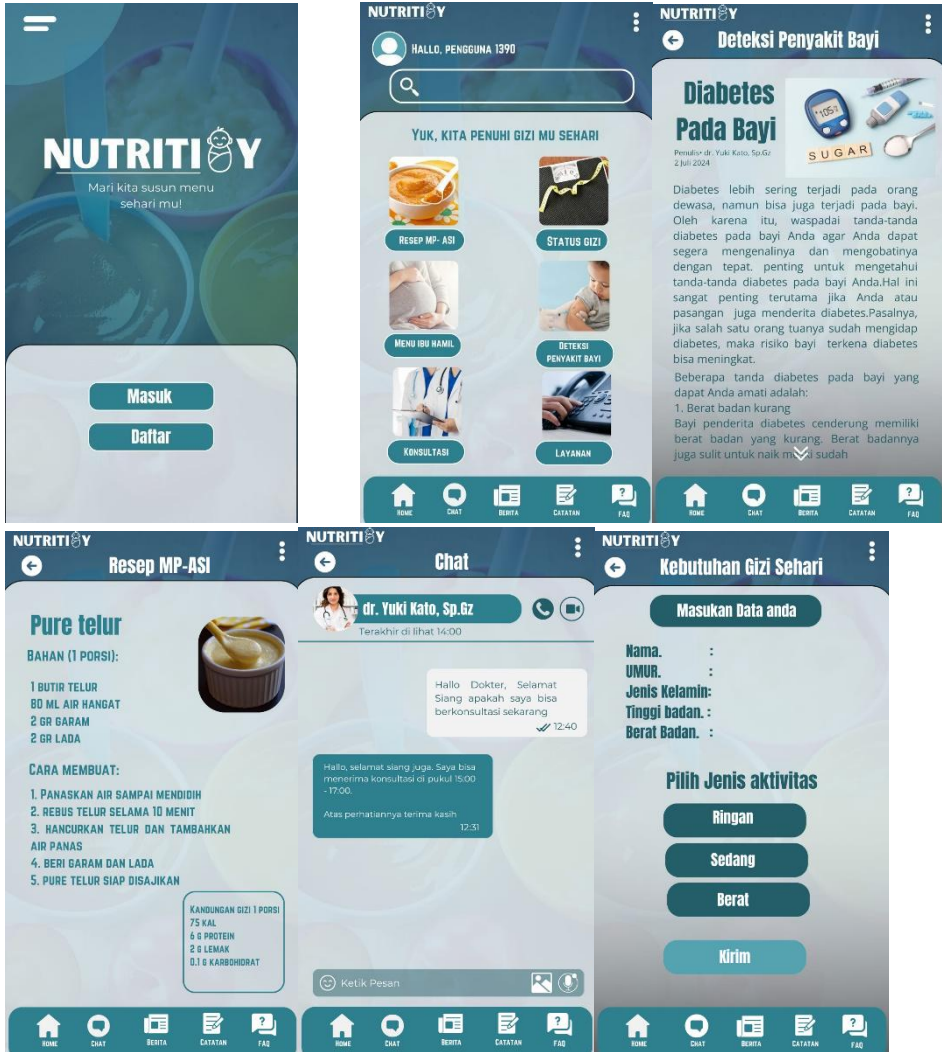 NUTRITIY
Mari kita susun menu
sehari mu!
Masuk
Daftar
NUTRITIY
HALLO, PENGGUNA 1390
YUK, KITA PENUHI GIZI MU SEHARI
RESEP MP- ASI
STATUS GIZI
MENU IBU HAMIL
DETEKSI
PENYAKIT BAYI
KONSULTASI
LAYANAN
HOME
CHAT
BERITA
CATATAN
FAQ
NUTRITIY
Deteksi Penyakit Bayi
Diabetes
Pada Bayi
Penulis• dr. Yuki Kato, Sp.Gz
2 Juli 2024
105
SUGAR
Diabetes lebih sering terjadi pada orang
dewasa, namun bisa juga terjadi pada bayi.
Oleh karena itu, waspadai tanda-tanda
diabetes pada bayi Anda agar Anda dapat
segera mengenalinya dan mengobatinya
dengan tepat. penting untuk mengetahui
tanda-tanda diabetes pada bayi Anda.Hal ini
sangat penting terutama jika Anda atau
pasangan juga menderita diabetes.Pasalnya,
jika salah satu orang tuanya sudah mengidap
diabetes, maka risiko bayi terkena diabetes
bisa meningkat.
Beberapa tanda diabetes pada bayi yang
dapat Anda amati adalah:
1. Berat badan kurang
Bayi penderita diabetes cenderung memiliki
berat badan yang kurang. Berat badannya
juga sulit untuk naik sudah
HOME
CHAT
BERITA
CATATAN
FAQ
NUTRITIY
Resep MP-ASI
Pure telur
BAHAN (1 PORSI):
1 BUTIR TELUR
80 ML AIR HANGAT
2 GR GARAM
2 GR LADA
CARA MEMBUAT:
1. PANASKAN AIR SAMPAI MENDIDIH
2. REBUS TELUR SELAMA 10 MENIT
3. HANCURKAN TELUR DAN TAMBAHKAN
AIR PANAS
4. BERI GARAM DAN LADA
5. PURE TELUR SIAP DISAJIKAN
KANDUNGAN GIZI 1 PORSI
75 KAL
6 G PROTEIN
2 G LEMAK
0.1 G KARBOHIDRAT
HOME
CHAT
BERITA
CATATAN
FAQ
NUTRITIY
Chat
dr. Yuki Kato, Sp.Gz
Terakhir di lihat 14:00
Hallo Dokter, Selamat
Siang apakah saya bisa
berkonsultasi sekarang
12:40
Hallo, selamat siang juga. Saya bisa
menerima konsultasi di pukul 15:00
- 17:00.
Atas perhatiannya terima kasih
12:31
Ketik Pesan
HOME
CHAT
BERITA
CATATAN
FAQ
NUTRITIY
Kebutuhan Gizi Sehari
Masukan Data anda
Nama. :
UMUR. :
Jenis Kelamin:
Tinggi badan. :
Berat Badan. :
Pilih Jenis aktivitas
Ringan
Sedang
Berat
Kirim
HOME
CHAT
BERITA
CATATAN
FAQ